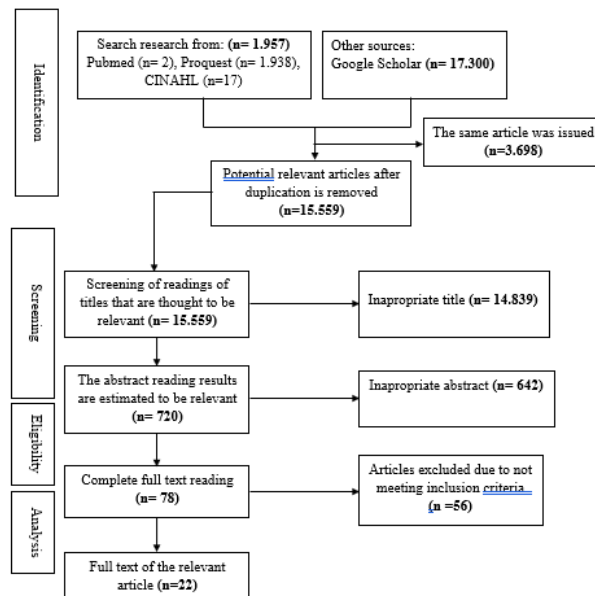 Identification
Search research from: (n= 1.957)
Pubmed (n= 2), Proquest (n= 1.938),
CINAHL (n=17)
Other sources:
Google Scholar (n= 17.300)
The same article was issued
(n=3.698)
Potential relevant articles after
duplication is removed
(n=15.559)
Screening
Screening of readings of
titles that are thought to be
relevant (n= 15.559)
Inappropriate title (n= 14.839)
The abstract reading results
are estimated to be relevant
(n= 720)
Inappropriate abstract (n= 642)
Eligibility
Complete full text reading
(n= 78)
Articles excluded due to not
meeting inclusion criteria
(n =56)
Analysis
Full text of the relevant
article (n=22)